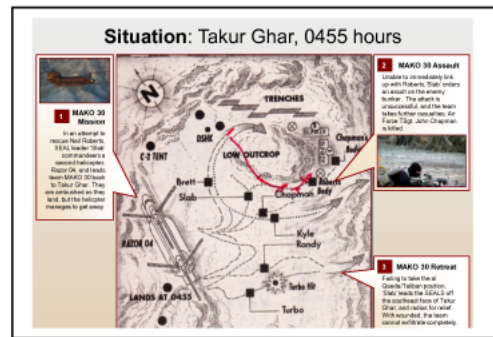 Situation: Takur Ghar, 0455 hours
1 MAKO 30
Mission
In an attempt to
rescue Neil Roberts,
SEAL leader 'Slab'
commandeers a
second helicopter,
Razor 04, and leads
team MAKO 30 back
to Takur Ghar. They
are ambushed as they
land, but the helicopter
manages to get away.
2 MAKO 30 Assault
Unable to immediately link
up with Roberts, 'Slab' orders
an assault on the enemy
bunker. The attack is
unsuccessful, and the team
takes further casualties; Air
Force TSgt. John Chapman
is killed.
3 MAKO 30 Retreat
Failing to take the al
Qaeda/Taliban position,
'Slab' leads the SEALS off
the southeast face of Takur
Ghar, and radios for relief.
With wounded, the team
cannot exfiltrate completely.
N
TRENCHES
DSHK
C-2 TENT
LOW OUTCROP
Chapman's
Body
Roberts
Body
Brett
Slab
Chapman
Kyle
Randy
RAZOR 04
Turbo Hit
LANDS AT 0455
Turbo